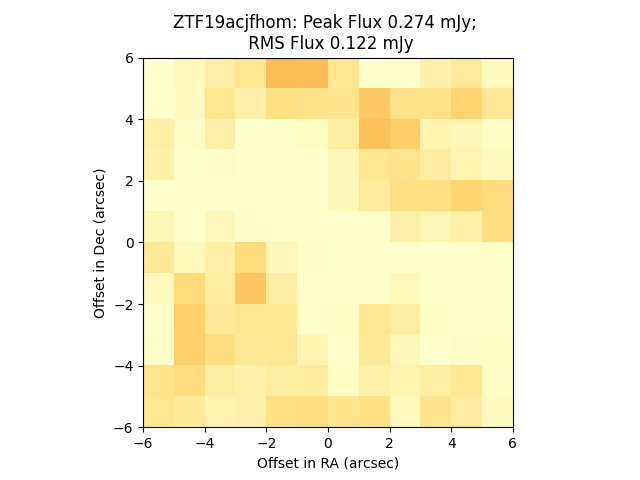 ZTF19acjfhom: Peak Flux 0.274 mJy;
RMS Flux 0.122 mJy
6
4
2
0
−2
−4
−6
Offset in Dec (arcsec)
−6 −4 −2 0 2 4 6
Offset in RA (arcsec)